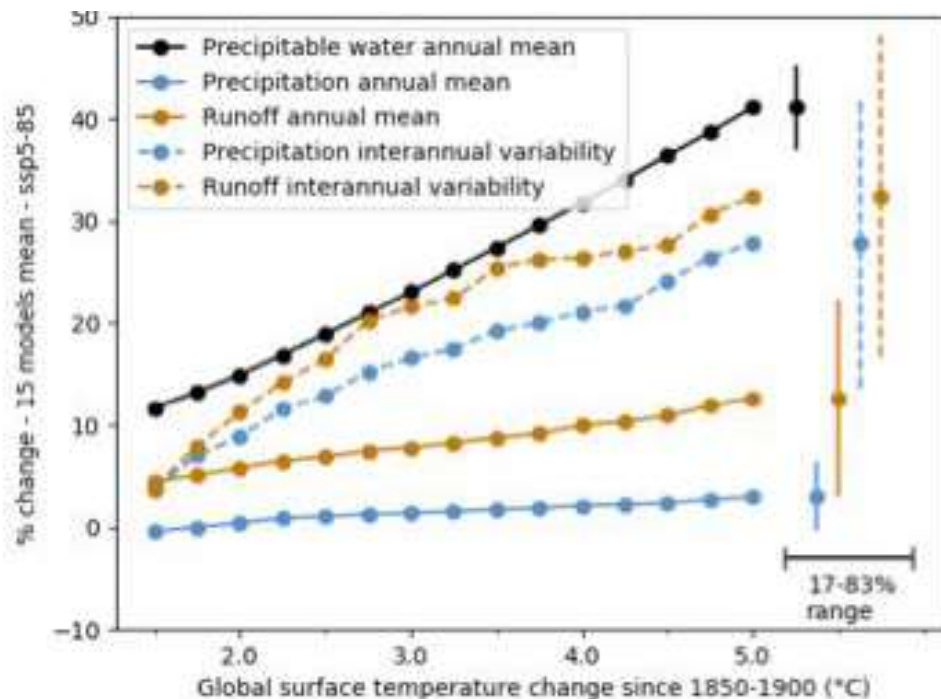 50
Precipitable water annual mean
Precipitation annual mean
Runoff annual mean
Precipitation interannual variability
Runoff interannual variability
40
30
20
10
0
−10
% change - 15 models mean - ssp5-85
17-83%
range
2.0 3.0 4.0 5.0
Global surface temperature change since 1850-1900 (°C)